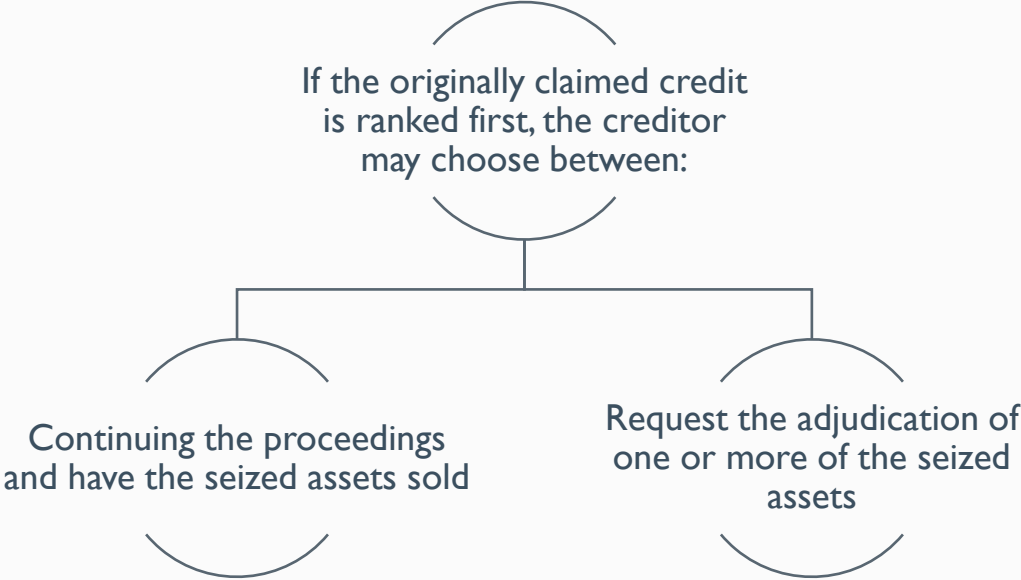 If the originally claimed credit
is ranked first, the creditor
may choose between:
Continuing the proceedings
and have the seized assets sold
Request the adjudication of
one or more of the seized
assets